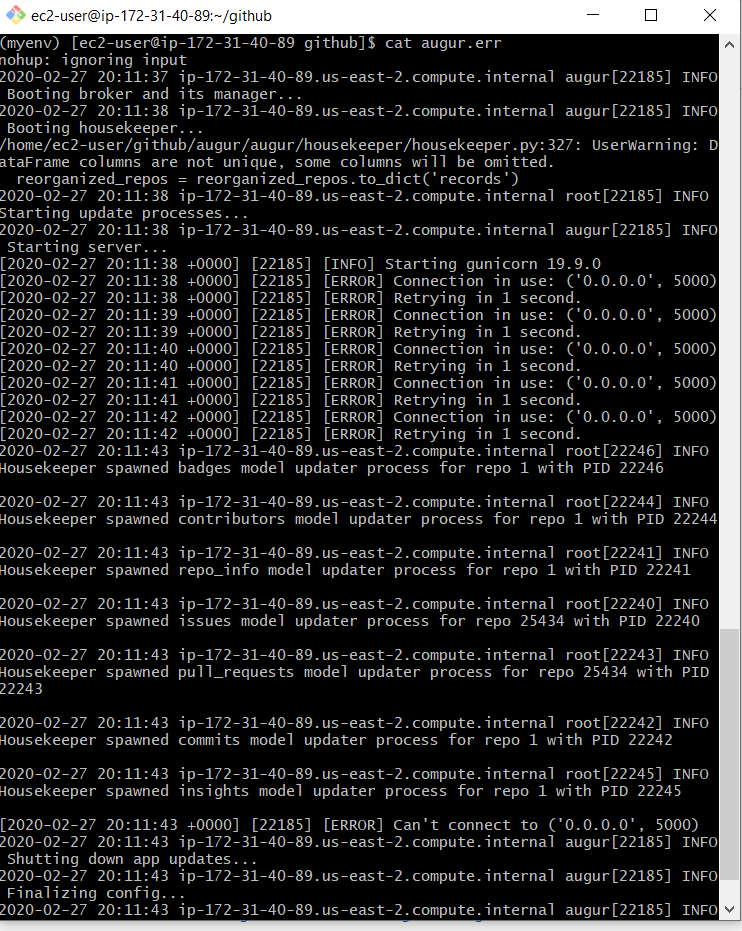 ec2-user@ip-172-31-40-89:~/github
(myenv) [ec2-user@ip-172-31-40-89 github]$ cat augur.err
nohup: ignoring input
2020-02-27 20:11:37 ip-172-31-40-89.us-east-2.compute.internal augur[22185] INFO
 Booting broker and its manager...
2020-02-27 20:11:38 ip-172-31-40-89.us-east-2.compute.internal augur[22185] INFO
 Booting housekeeper...
/home/ec2-user/github/augur/augur/housekeeper/housekeeper.py:327: UserWarning: D
ataFrame columns are not unique, some columns will be omitted.
  reorganized_repos = reorganized_repos.to_dict('records')
2020-02-27 20:11:38 ip-172-31-40-89.us-east-2.compute.internal root[22185] INFO
Starting update processes...
2020-02-27 20:11:38 ip-172-31-40-89.us-east-2.compute.internal augur[22185] INFO
 Starting server...
[2020-02-27 20:11:38 +0000] [22185] [INFO] Starting gunicorn 19.9.0
[2020-02-27 20:11:38 +0000] [22185] [ERROR] Connection in use: ('0.0.0.0', 5000)
[2020-02-27 20:11:38 +0000] [22185] [ERROR] Retrying in 1 second.
[2020-02-27 20:11:39 +0000] [22185] [ERROR] Connection in use: ('0.0.0.0', 5000)
[2020-02-27 20:11:39 +0000] [22185] [ERROR] Retrying in 1 second.
[2020-02-27 20:11:40 +0000] [22185] [ERROR] Connection in use: ('0.0.0.0', 5000)
[2020-02-27 20:11:40 +0000] [22185] [ERROR] Retrying in 1 second.
[2020-02-27 20:11:41 +0000] [22185] [ERROR] Connection in use: ('0.0.0.0', 5000)
[2020-02-27 20:11:41 +0000] [22185] [ERROR] Retrying in 1 second.
[2020-02-27 20:11:42 +0000] [22185] [ERROR] Connection in use: ('0.0.0.0', 5000)
[2020-02-27 20:11:42 +0000] [22185] [ERROR] Retrying in 1 second.
2020-02-27 20:11:43 ip-172-31-40-89.us-east-2.compute.internal root[22246] INFO
Housekeeper spawned badges model updater process for repo 1 with PID 22246
2020-02-27 20:11:43 ip-172-31-40-89.us-east-2.compute.internal root[22244] INFO
Housekeeper spawned contributors model updater process for repo 1 with PID 22244
2020-02-27 20:11:43 ip-172-31-40-89.us-east-2.compute.internal root[22241] INFO
Housekeeper spawned repo_info model updater process for repo 1 with PID 22241
2020-02-27 20:11:43 ip-172-31-40-89.us-east-2.compute.internal root[22240] INFO
Housekeeper spawned issues model updater process for repo 25434 with PID 22240
2020-02-27 20:11:43 ip-172-31-40-89.us-east-2.compute.internal root[22243] INFO
Housekeeper spawned pull_requests model updater process for repo 25434 with PID
22243
2020-02-27 20:11:43 ip-172-31-40-89.us-east-2.compute.internal root[22242] INFO
Housekeeper spawned commits model updater process for repo 1 with PID 22242
2020-02-27 20:11:43 ip-172-31-40-89.us-east-2.compute.internal root[22245] INFO
Housekeeper spawned insights model updater process for repo 1 with PID 22245
[2020-02-27 20:11:43 +0000] [22185] [ERROR] Can't connect to ('0.0.0.0', 5000)
2020-02-27 20:11:43 ip-172-31-40-89.us-east-2.compute.internal augur[22185] INFO
 Shutting down app updates...
2020-02-27 20:11:43 ip-172-31-40-89.us-east-2.compute.internal augur[22185] INFO
 Finalizing config...
2020-02-27 20:11:43 ip-172-31-40-89.us-east-2.compute.internal augur[22185] INFO